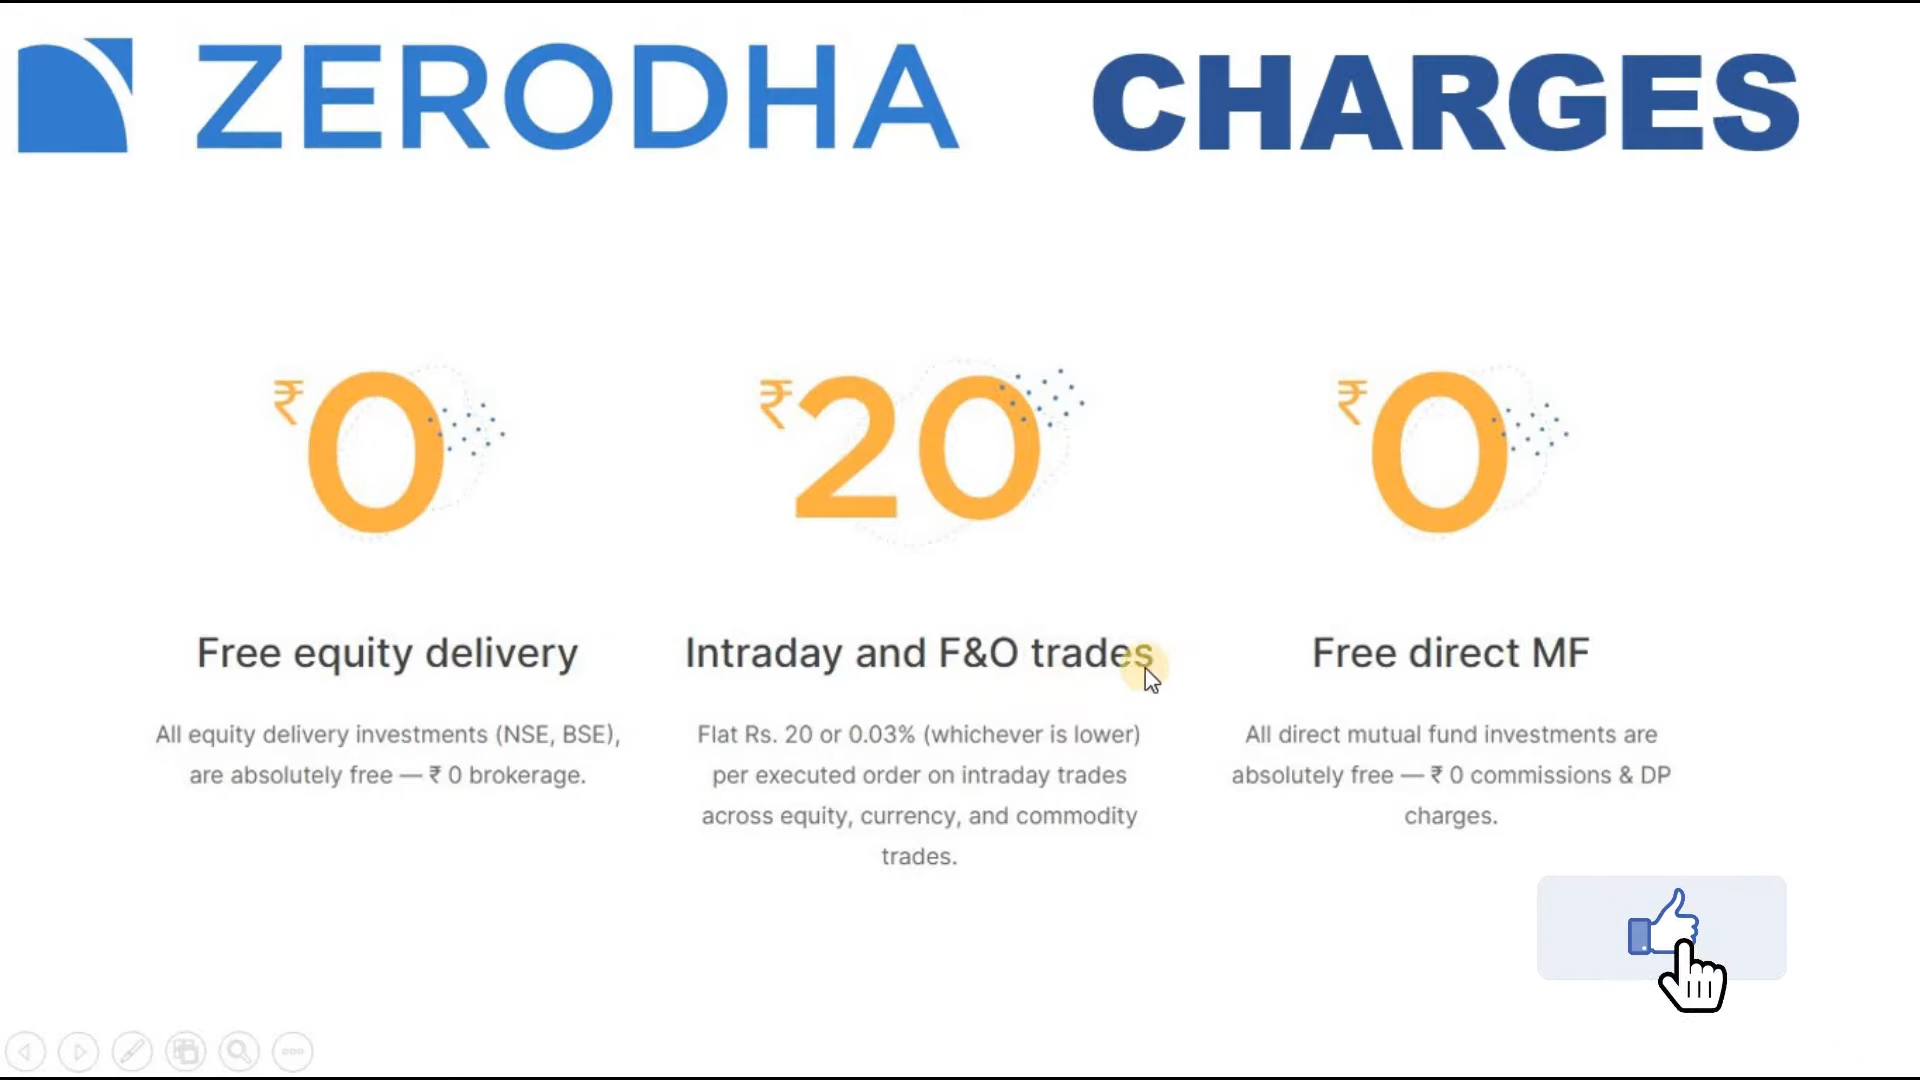 ZERODHA CHARGES
₹0
₹20
₹0
Free equity delivery
All equity delivery investments (NSE, BSE),
are absolutely free — ₹ 0 brokerage.
Intraday and F&O trades
Flat Rs. 20 or 0.03% (whichever is lower)
per executed order on intraday trades
across equity, currency, and commodity
trades.
Free direct MF
All direct mutual fund investments are
absolutely free — ₹ 0 commissions & DP
charges.